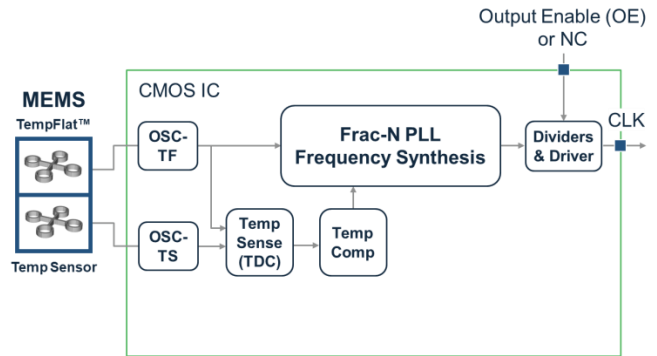 Output Enable (OE)
or NC
MEMS
TempFlat™
CMOS IC
OSC-
TF
Frac-N PLL
Frequency Synthesis
Dividers
& Driver
CLK
OSC-
TS
Temp
Sense
(TDC)
Temp
Comp
Temp Sensor